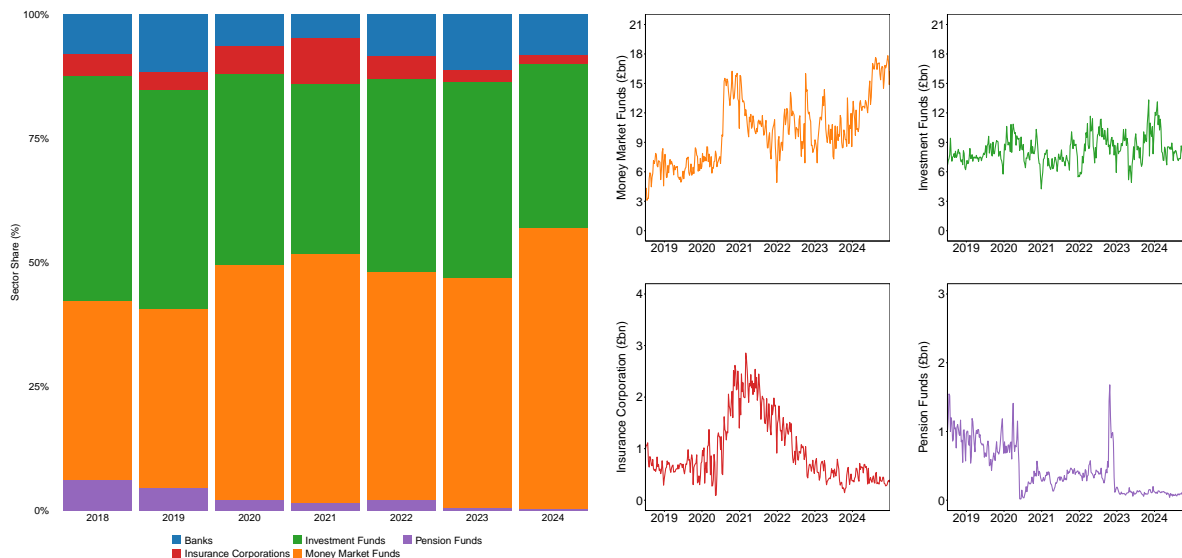 100%
75%
50%
25%
0%
Sector Share (%)
2018 2019 2020 2021 2022 2023 2024
Banks Investment Funds Pension Funds
Insurance Corporations Money Market Funds
21
18
15
12
9
6
3
0
Money Market Funds (£bn)
2019 2020 2021 2022 2023 2024
21
18
15
12
9
6
3
0
Investment Funds (£bn)
2019 2020 2021 2022 2023 2024
4
3
2
1
0
Insurance Corporation (£bn)
2019 2020 2021 2022 2023 2024
3
2
1
0
Pension Funds (£bn)
2019 2020 2021 2022 2023 2024